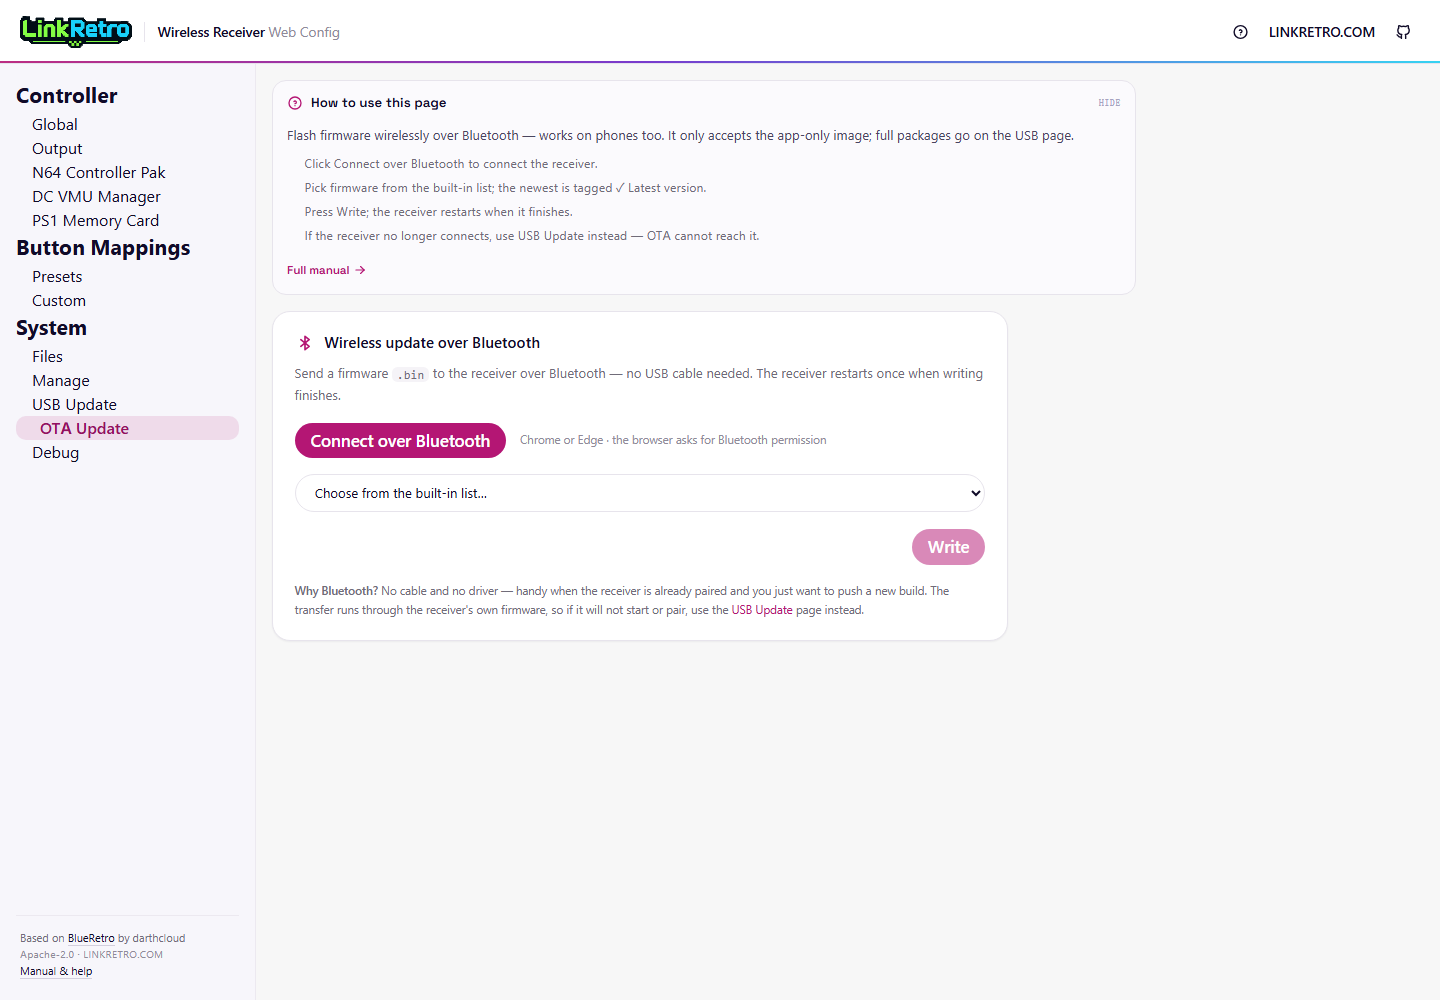 LinkRetro
Wireless Receiver Web Config
LINKRETRO.COM
Controller
Global
Output
N64 Controller Pak
DC VMU Manager
PS1 Memory Card
Button Mappings
Presets
Custom
System
Files
Manage
USB Update
OTA Update
Debug
Based on BlueRetro by darthcloud
Apache-2.0 · LINKRETRO.COM
Manual & help
How to use this page
HIDE
Flash firmware wirelessly over Bluetooth — works on phones too. It only accepts the app-only image; full packages go on the USB page.
Click Connect over Bluetooth to connect the receiver.
Pick firmware from the built-in list; the newest is tagged ✓ Latest version.
Press Write; the receiver restarts when it finishes.
If the receiver no longer connects, use USB Update instead — OTA cannot reach it.
Full manual →
Wireless update over Bluetooth
Send a firmware .bin to the receiver over Bluetooth — no USB cable needed. The receiver restarts once when writing
finishes.
Connect over Bluetooth
Chrome or Edge · the browser asks for Bluetooth permission
Choose from the built-in list...
Write
Why Bluetooth? No cable and no driver — handy when the receiver is already paired and you just want to push a new build. The
transfer runs through the receiver's own firmware, so if it will not start or pair, use the USB Update page instead.